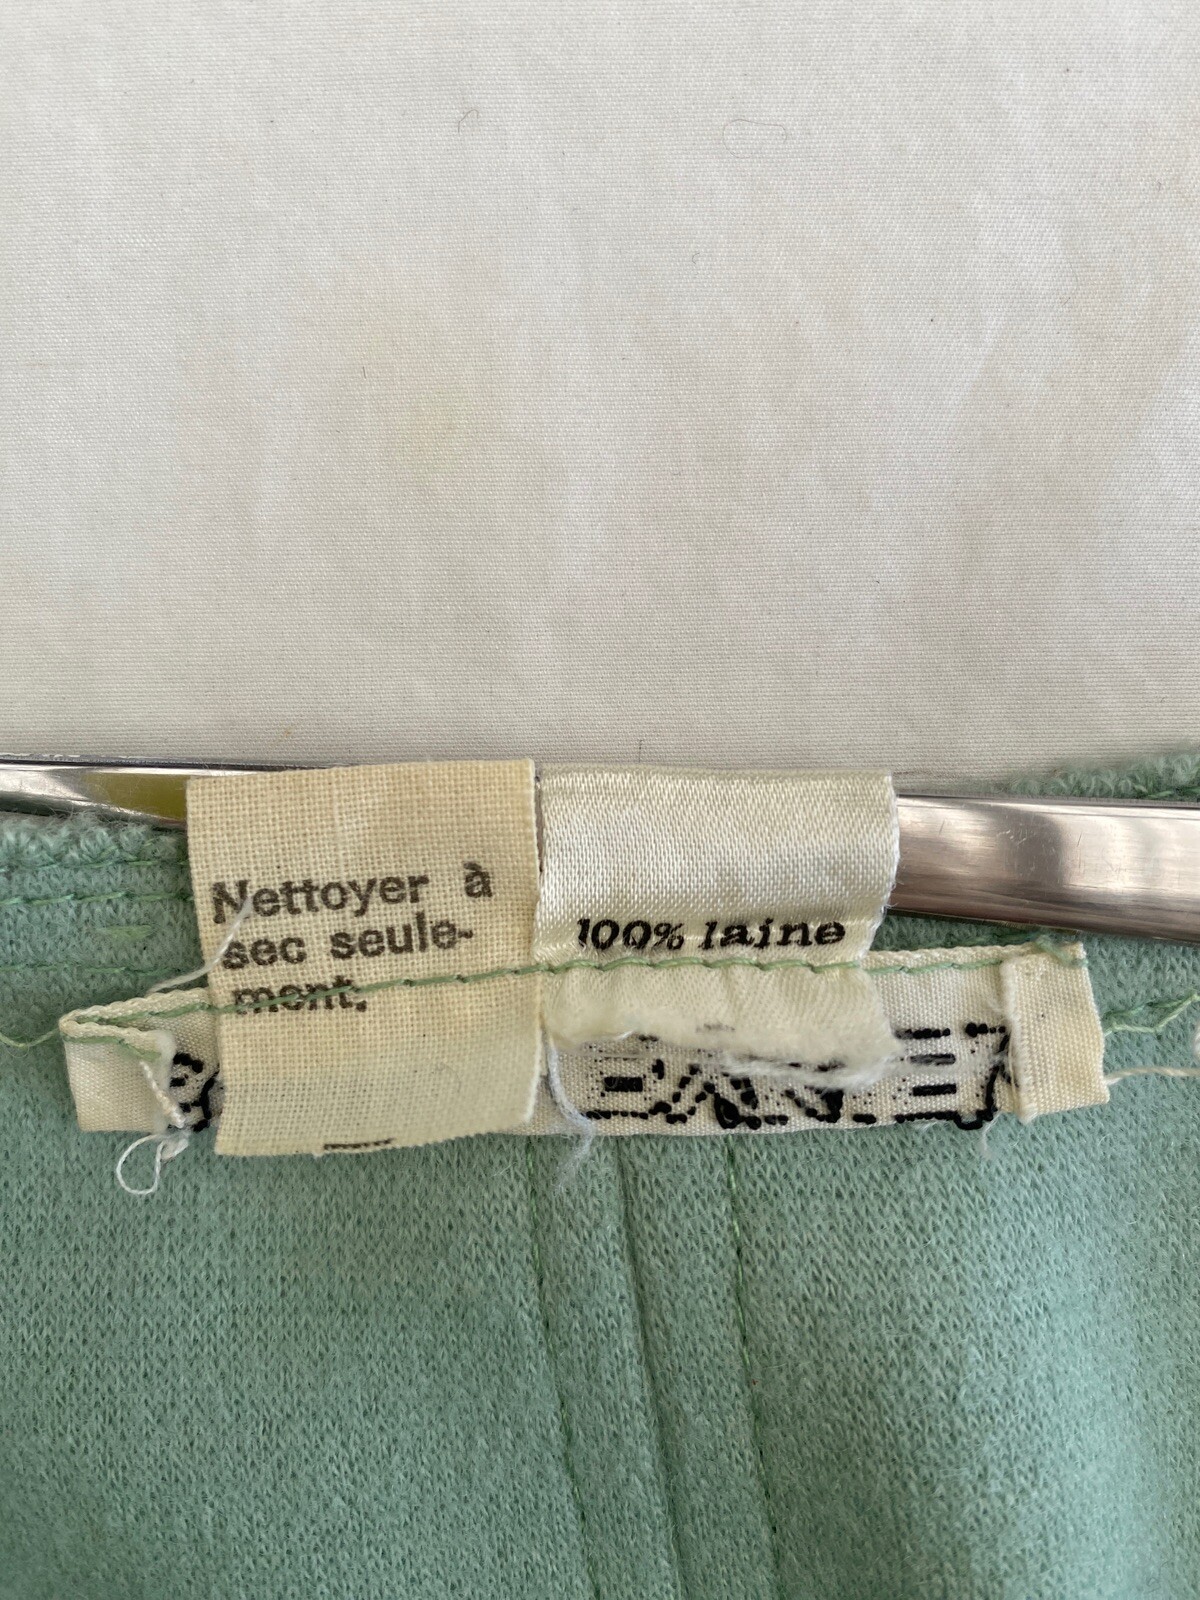 Nettoyer à
sec seule-
ment.
100% laine